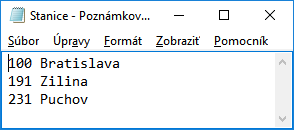 Stanice - Poznámkov...
Súbor Úpravy Formát Zobraziť Pomocník
100 Bratislava
191 Zilina
231 Puchov